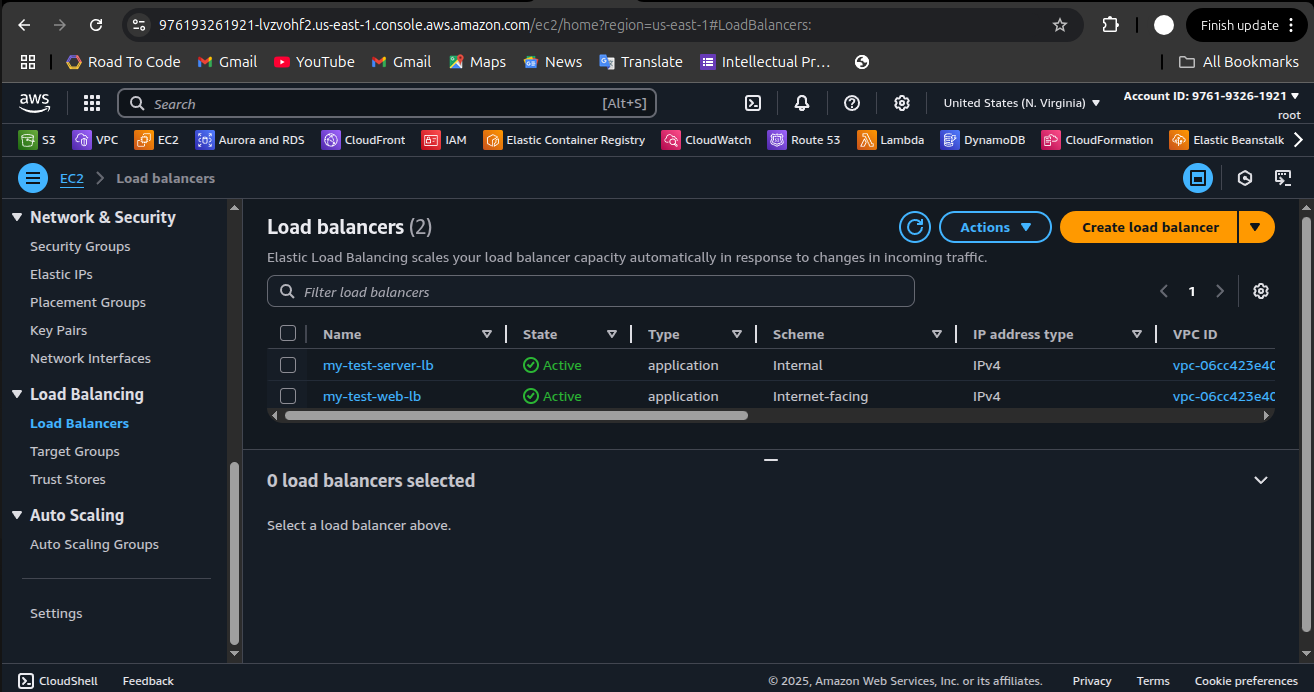 976193261921-lvzvohf2.us-east-1.console.aws.amazon.com/ec2/home?region=us-east-1#LoadBalancers:
Finish update
Road To Code Gmail YouTube Gmail Maps News Translate Intellectual Pr... All Bookmarks
aws Search [Alt+S] United States (N. Virginia) Account ID: 9761-9326-1921
root
S3 VPC EC2 Aurora and RDS CloudFront IAM Elastic Container Registry CloudWatch Route 53 Lambda DynamoDB CloudFormation Elastic Beanstalk
EC2 Load balancers
Network & Security
Security Groups
Elastic IPs
Placement Groups
Key Pairs
Network Interfaces
Load Balancing
Load Balancers
Target Groups
Trust Stores
Auto Scaling
Auto Scaling Groups
Settings
Load balancers (2)
Actions
Create load balancer
Elastic Load Balancing scales your load balancer capacity automatically in response to changes in incoming traffic.
Filter load balancers
1
Name State Type Scheme IP address type VPC ID
my-test-server-lb Active application Internal IPv4 vpc-06cc423e40
my-test-web-lb Active application Internet-facing IPv4 vpc-06cc423e40
0 load balancers selected
Select a load balancer above.
CloudShell Feedback © 2025, Amazon Web Services, Inc. or its affiliates. Privacy Terms Cookie preferences